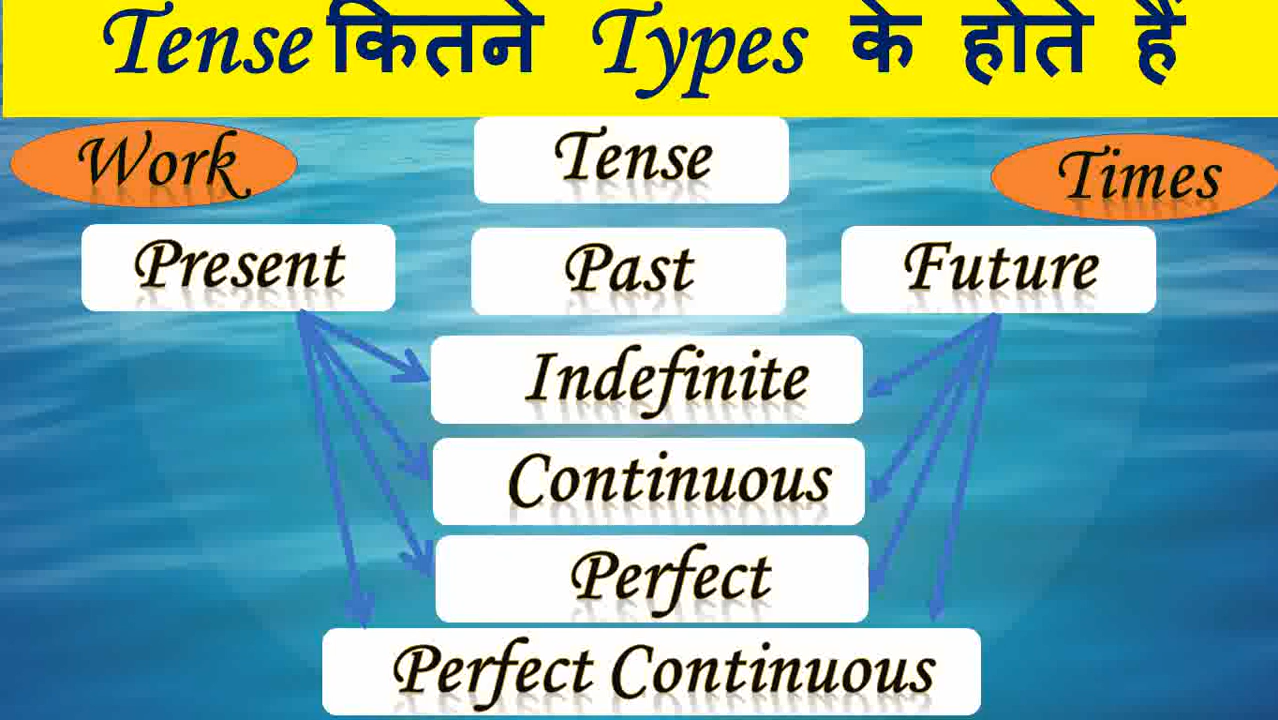 Tense कितने Types के होते हैं
Work
Tense
Times
Present
Past
Future
Indefinite
Continuous
Perfect
Perfect Continuous